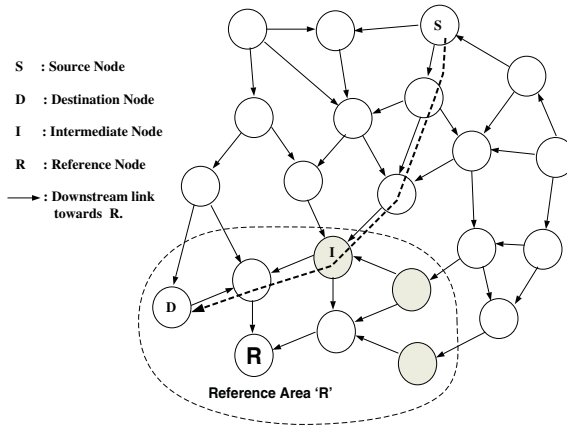 S : Source Node
D : Destination Node
I : Intermediate Node
R : Reference Node
: Downstream link
towards R.
S
I
D
R
Reference Area 'R'